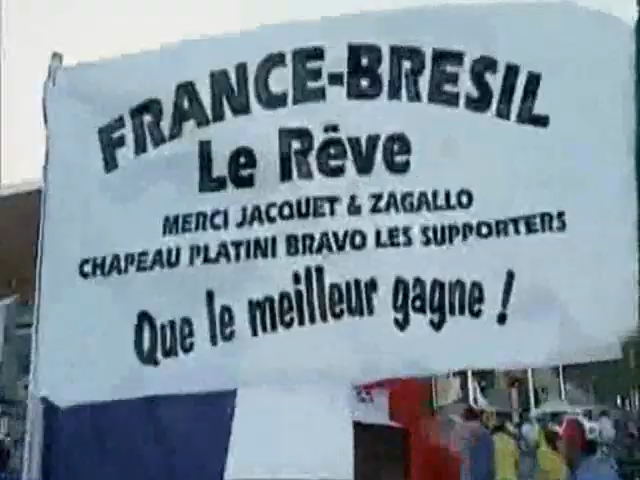 FRANCE-BRESIL
Le Rêve
MERCI JACQUET & ZAGALLO
CHAPEAU PLATINI BRAVO LES SUPPORTERS
Que le meilleur gagne !